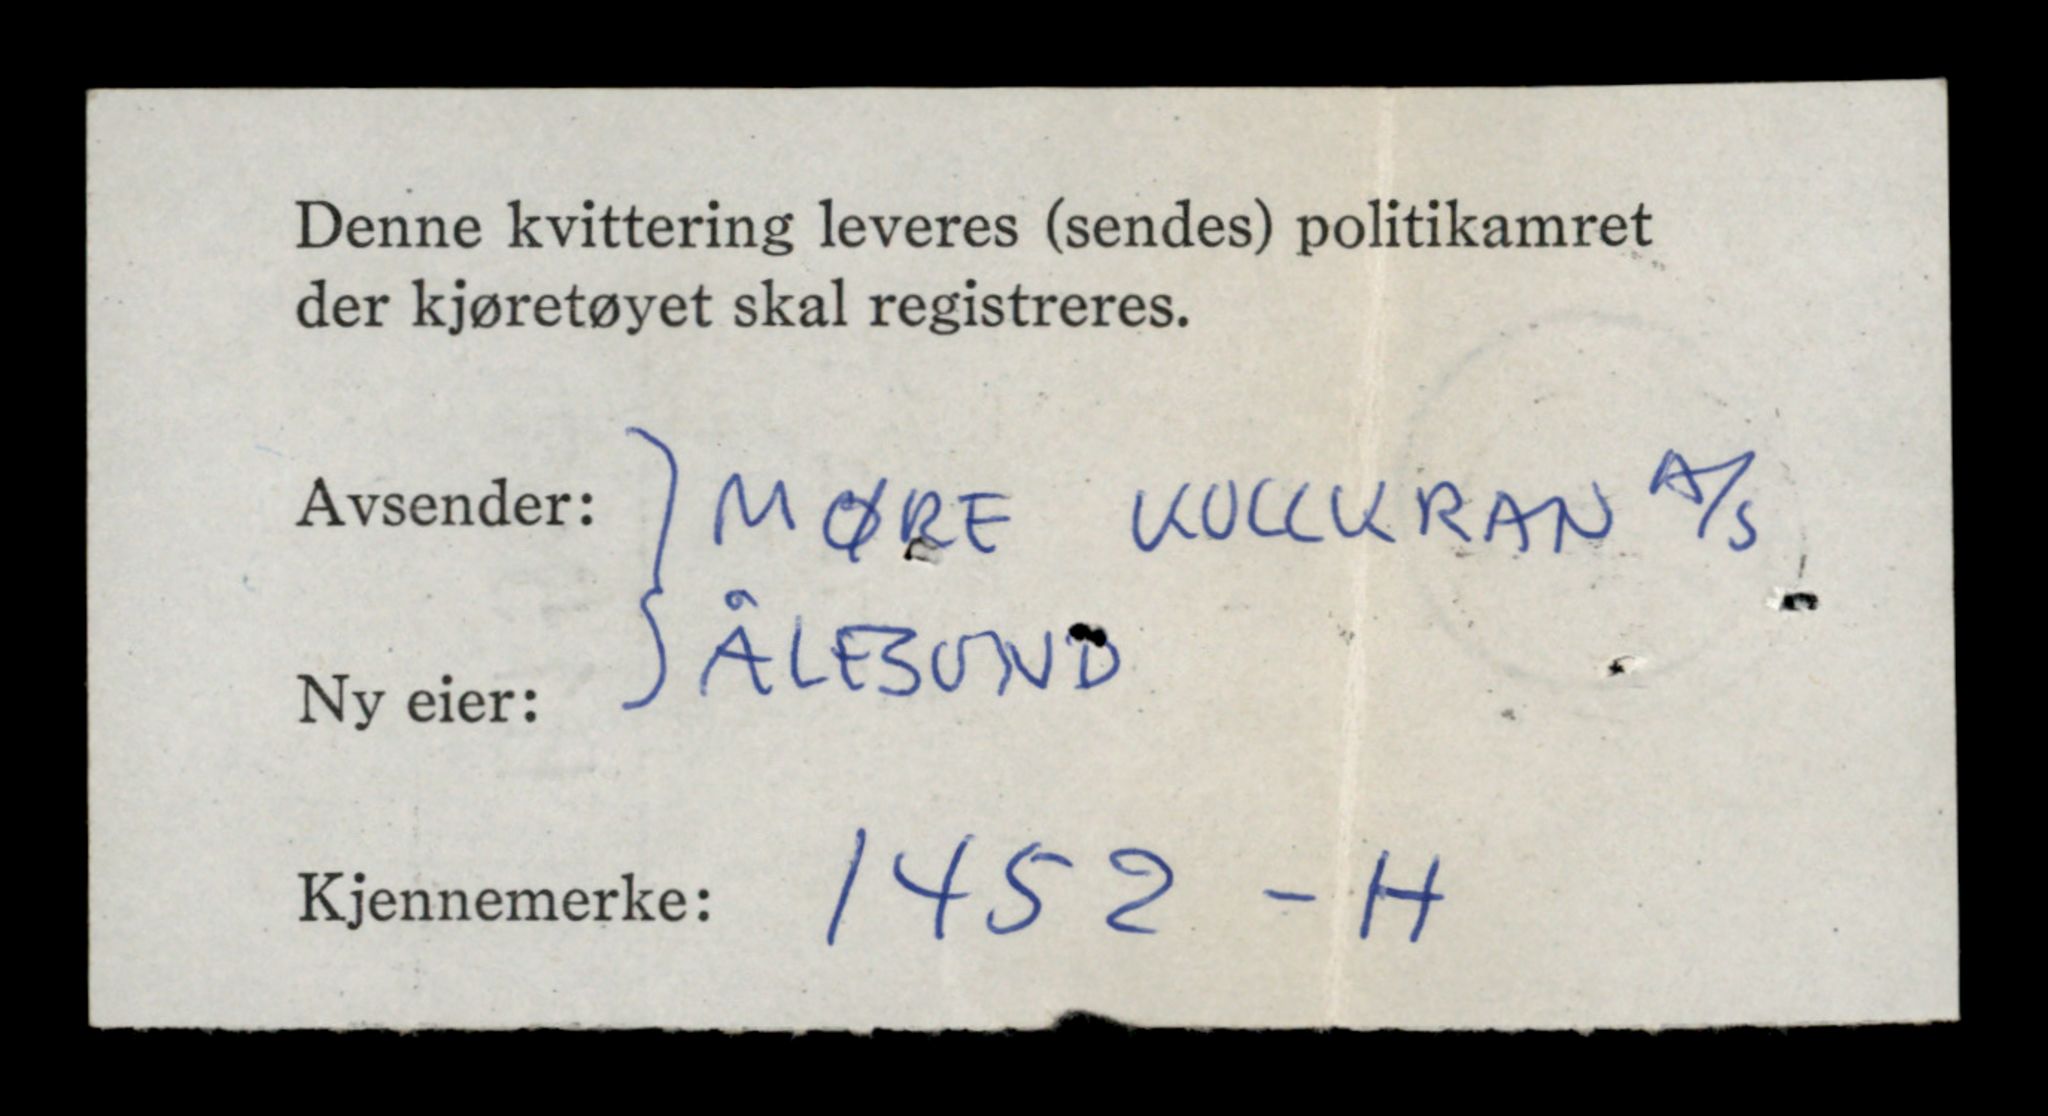 Denne kvittering leveres (sendes) politikamret
der kjøretøyet skal registreres.
Avsender: } MØRE KULLKRAN A/S
} ÅLESUND
Ny eier:
Kjennemerke: 1452 - H